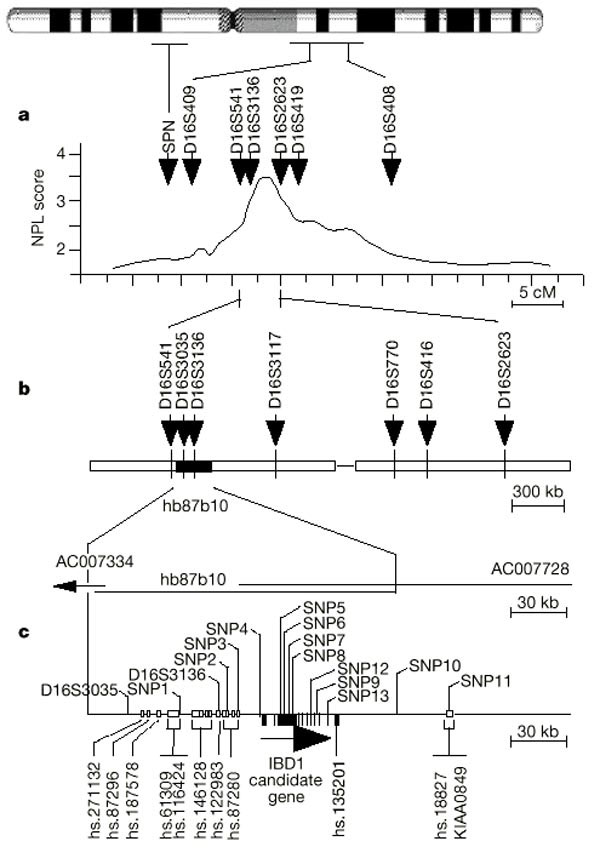 a
SPN
D16S409
D16S541
D16S3136
D16S2623
D16S419
D16S408
NPL score
4
3
2
5 cM
b
D16S541
D16S3035
D16S3136
D16S3117
D16S770
D16S416
D16S2623
300 kb
hb87b10
AC007334
hb87b10
AC007728
30 kb
c
SNP5
SNP6
SNP7
SNP8
SNP4
SNP3
SNP2
D16S3136
SNP1
D16S3035
SNP12
SNP9
SNP13
SNP10
SNP11
30 kb
IBD1
candidate
gene
hs.271132
hs.87296
hs.187578
hs.61309
hs.116424
hs.146128
hs.122983
hs.87280
hs.135201
hs.18827
KIAA0849